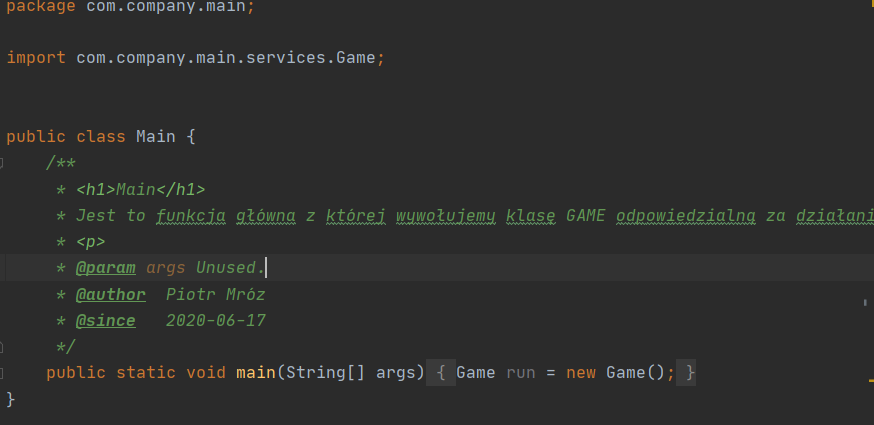 package com.company.main;
import com.company.main.services.Game;
public class Main {
/**
* <h1>Main</h1>
* Jest to funkcja główna z której wywołujemy klasę GAME odpowiedzialną za działani
* <p>
* @param args Unused.
* @author  Piotr Mróz
* @since   2020-06-17
*/
public static void main(String[] args) { Game run = new Game(); }
}